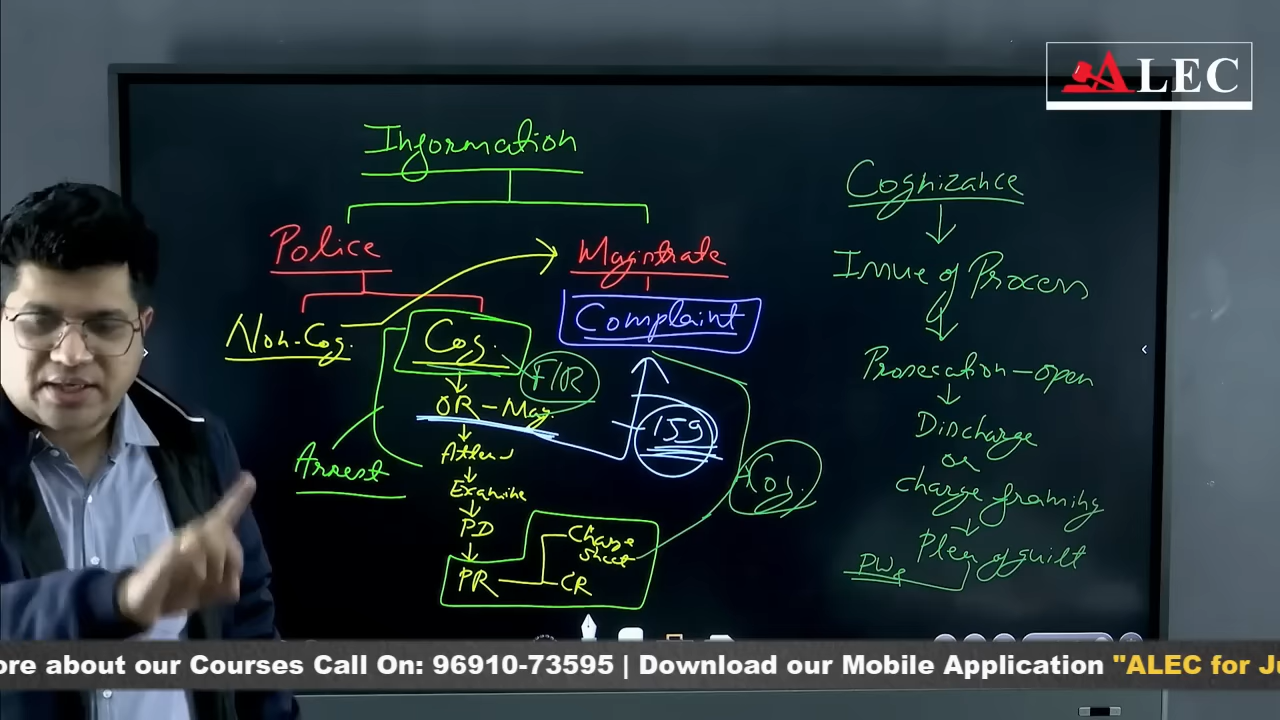 ALEC
Information
Police
Magistrate
Non-Cog.
Cog.
FIR
Complaint
OR - Mag.
159
Arrest
Examine
PD
PR
Charge
Sheet
CR
Cog.
Cognizance
Issue of Process
Prosecution - open
Discharge
or
charge framing
Plea of guilt
PWs
ore about our Courses Call On: 96910-73595 | Download our Mobile Application "ALEC for Ju